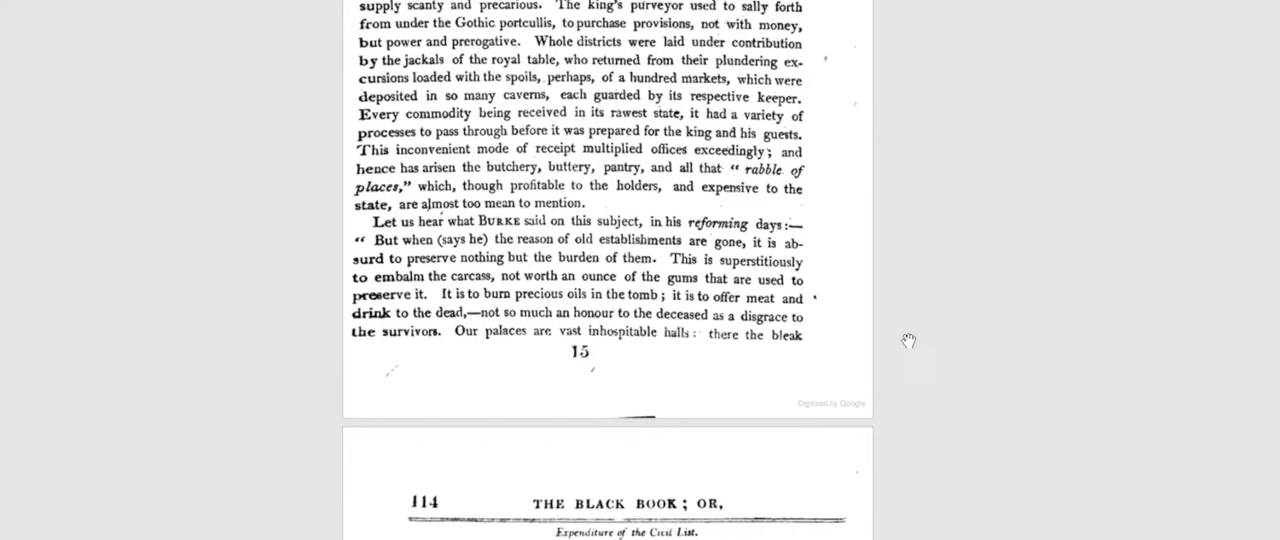 supply scanty and precarious. The king's purveyor used to sally forth
from under the Gothic portcullis, to purchase provisions, not with money,
but power and prerogative. Whole districts were laid under contribution
by the jackals of the royal table, who returned from their plundering ex-
cursions loaded with the spoils, perhaps, of a hundred markets, which were
deposited in so many caverns, each guarded by its respective keeper.
Every commodity being received in its rawest state, it had a variety of
processes to pass through before it was prepared for the king and his guests.
This inconvenient mode of receipt multiplied offices exceedingly; and
hence has arisen the butchery, buttery, pantry, and all that “ rabble of
places,” which, though profitable to the holders, and expensive to the
state, are almost too mean to mention.
Let us hear what BURKE said on this subject, in his reforming days:—
“ But when (says he) the reason of old establishments are gone, it is ab-
surd to preserve nothing but the burden of them. This is superstitiously
to embalm the carcass, not worth an ounce of the gums that are used to
preserve it. It is to burn precious oils in the tomb; it is to offer meat and
drink to the dead,—not so much an honour to the deceased as a disgrace to
the survivors. Our palaces are vast inhospitable halls: there the bleak
15
Digitized by Google
114 THE BLACK BOOK; OR,
Expenditure of the Civil List.